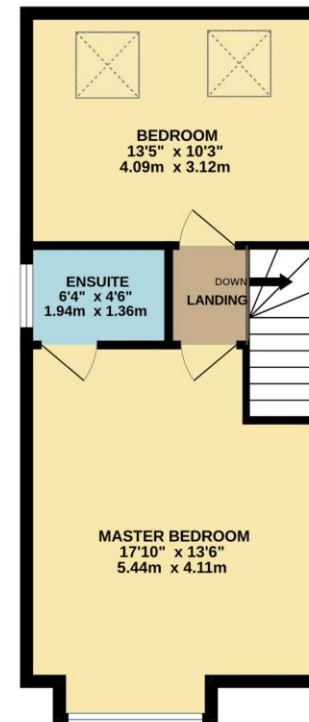 BEDROOM
13'5" x 10'3"
4.09m x 3.12m
ENSUITE
6'4" x 4'6"
1.94m x 1.36m
DOWN
LANDING
MASTER BEDROOM
17'10" x 13'6"
5.44m x 4.11m